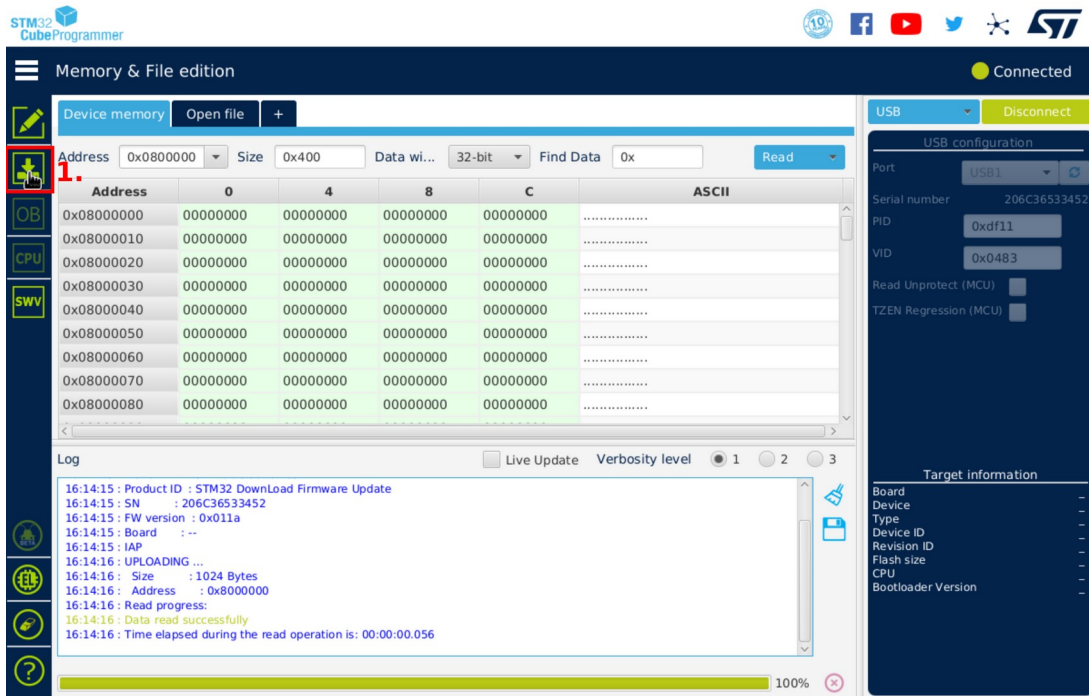 STM32
CubeProgrammer
10
ST
Memory & File edition
Connected
Device memory
Open file
+
USB
Disconnect
1.
Address 0x0800000 Size 0x400 Data wi... 32-bit Find Data 0x Read
Address 0 4 8 C ASCII
0x08000000 00000000 00000000 00000000 00000000 ................
0x08000010 00000000 00000000 00000000 00000000 ................
0x08000020 00000000 00000000 00000000 00000000 ................
0x08000030 00000000 00000000 00000000 00000000 ................
0x08000040 00000000 00000000 00000000 00000000 ................
0x08000050 00000000 00000000 00000000 00000000 ................
0x08000060 00000000 00000000 00000000 00000000 ................
0x08000070 00000000 00000000 00000000 00000000 ................
0x08000080 00000000 00000000 00000000 00000000 ................
OB
CPU
SWV
BETA
EL
?
Log
Live Update Verbosity level 1 2 3
16:14:15 : Product ID : STM32 DownLoad Firmware Update
16:14:15 : SN : 206C36533452
16:14:15 : FW version : 0x011a
16:14:15 : Board : --
16:14:15 : IAP
16:14:16 : UPLOADING ...
16:14:16 : Size : 1024 Bytes
16:14:16 : Address : 0x8000000
16:14:16 : Read progress:
16:14:16 : Data read successfully
16:14:16 : Time elapsed during the read operation is: 00:00:00.056
100%
USB configuration
Port USB1
Serial number 206C36533452
PID 0xdf11
VID 0x0483
Read Unprotect (MCU)
TZEN Regression (MCU)
Target information
Board _
Device _
Type _
Device ID _
Revision ID _
Flash size _
CPU _
Bootloader Version _